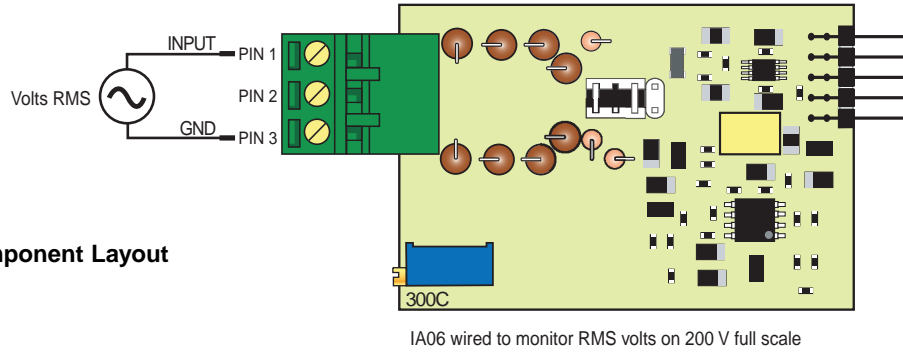 INPUT
PIN 1
Volts RMS
PIN 2
GND
PIN 3
ponent Layout
300C
IA06 wired to monitor RMS volts on 200 V full scale